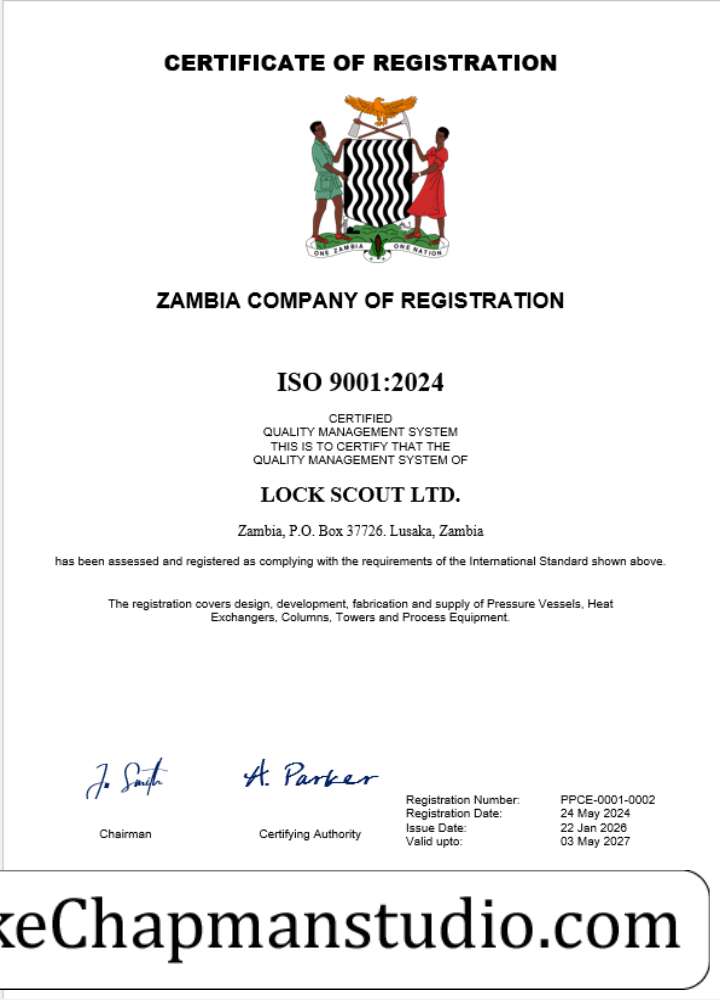 CERTIFICATE OF REGISTRATION
ONE ZAMBIA ONE NATION
ZAMBIA COMPANY OF REGISTRATION
ISO 9001:2024
CERTIFIED
QUALITY MANAGEMENT SYSTEM
THIS IS TO CERTIFY THAT THE
QUALITY MANAGEMENT SYSTEM OF
LOCK SCOUT LTD.
Zambia, P.O. Box 37726. Lusaka, Zambia
has been assessed and registered as complying with the requirements of the International Standard shown above.
The registration covers design, development, fabrication and supply of Pressure Vessels, Heat
Exchangers, Columns, Towers and Process Equipment.
Jo Smith
A. Parker
Chairman
Certifying Authority
Registration Number: PPCE-0001-0002
Registration Date: 24 May 2024
Issue Date: 22 Jan 2026
Valid upto: 03 May 2027
keChapmanstudio.com